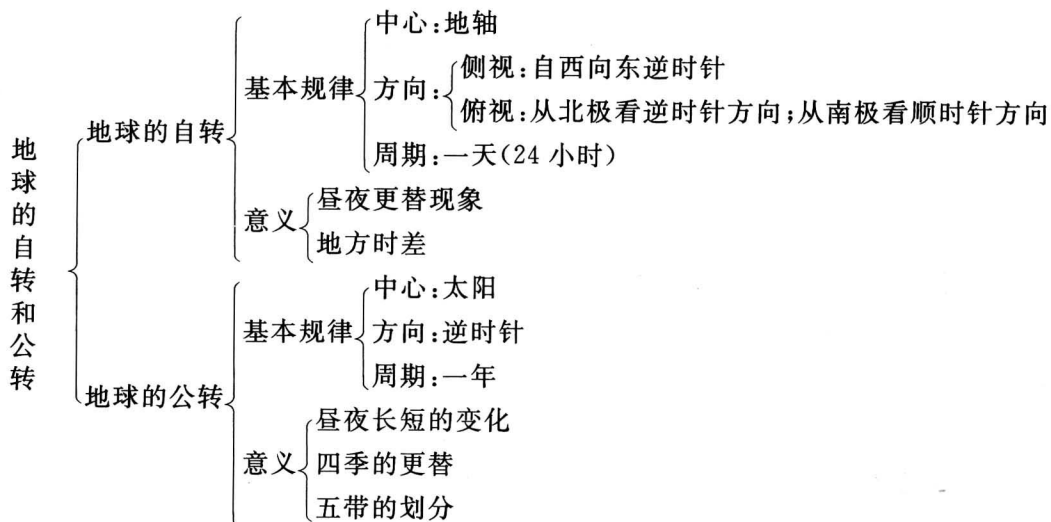 地球的自转和公转
地球的自转
基本规律
中心:地轴
方向:
侧视:自西向东逆时针
俯视:从北极看逆时针方向;从南极看顺时针方向
周期:一天(24 小时)
意义
昼夜更替现象
地方时差
地球的公转
基本规律
中心:太阳
方向:逆时针
周期:一年
意义
昼夜长短的变化
四季的更替
五带的划分